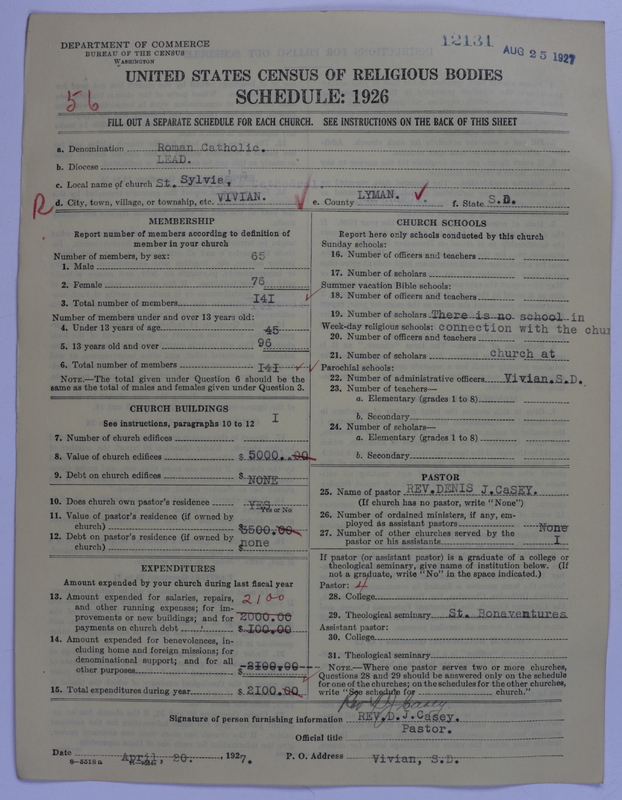 DEPARTMENT OF COMMERCE
BUREAU OF THE CENSUS
WASHINGTON
12131
AUG 25 1927
UNITED STATES CENSUS OF RELIGIOUS BODIES
SCHEDULE: 1926
56
FILL OUT A SEPARATE SCHEDULE FOR EACH CHURCH. SEE INSTRUCTIONS ON THE BACK OF THIS SHEET
a. Denomination Roman Catholic.
b. Diocese LEAD.
c. Local name of church St. Sylvie,
R d. City, town, village, or township, etc. VIVIAN. e. County LYMAN. f. State S.D.
MEMBERSHIP
Report number of members according to definition of
member in your church
Number of members, by sex:
1. Male 65
2. Female 76
3. Total number of members I4I
Number of members under and over 13 years old:
4. Under 13 years of age 45
5. 13 years old and over 96
6. Total number of members I4I
NOTE.—The total given under Question 6 should be the
same as the total of males and females given under Question 3.
CHURCH BUILDINGS
See instructions, paragraphs 10 to 12
7. Number of church edifices I
8. Value of church edifices $ 5000.00
9. Debt on church edifices $ NONE
10. Does church own pastor's residence YES
Yes or No
11. Value of pastor's residence (if owned by
church) $3500.00
12. Debt on pastor's residence (if owned by
church) none
EXPENDITURES
Amount expended by your church during last fiscal year
13. Amount expended for salaries, repairs, 2100
and other running expenses; for im-
provements or new buildings; and for 2000.00
payments on church debt $ I00.00
14. Amount expended for benevolences, in-
cluding home and foreign missions; for
denominational support; and for all
other purposes $ -2I00.00--
15. Total expenditures during year $ 2I00.00
CHURCH SCHOOLS
Report here only schools conducted by this church
Sunday schools:
16. Number of officers and teachers
17. Number of scholars
Summer vacation Bible schools:
18. Number of officers and teachers
19. Number of scholars There is no school in
Week-day religious schools: connection with the chu
20. Number of officers and teachers
21. Number of scholars church at
Parochial schools:
22. Number of administrative officers Vivian.S.D.
23. Number of teachers—
a. Elementary (grades 1 to 8)
b. Secondary
24. Number of scholars—
a. Elementary (grades 1 to 8)
b. Secondary
PASTOR
25. Name of pastor REV.DENIS J.CaSEY.
(If church has no pastor, write "None")
26. Number of ordained ministers, if any, em-
ployed as assistant pastors None
27. Number of other churches served by the
pastor or his assistants I
If pastor (or assistant pastor) is a graduate of a college or
theological seminary, give name of institution below. (If
not a graduate, write "No" in the space indicated.)
Pastor: 4
28. College
29. Theological seminary St. Bonaventures
Assistant pastor:
30. College
31. Theological seminary
NOTE.—Where one pastor serves two or more churches,
Questions 28 and 29 should be answered only on the schedule
for one of the churches; on the schedules for the other churches,
write "See schedule for church."
Rev D J Casey
Signature of person furnishing information REV.D.J.Casey.
Official title Pastor.
Date April 20. , 1927. P. O. Address Vivian, S.D.